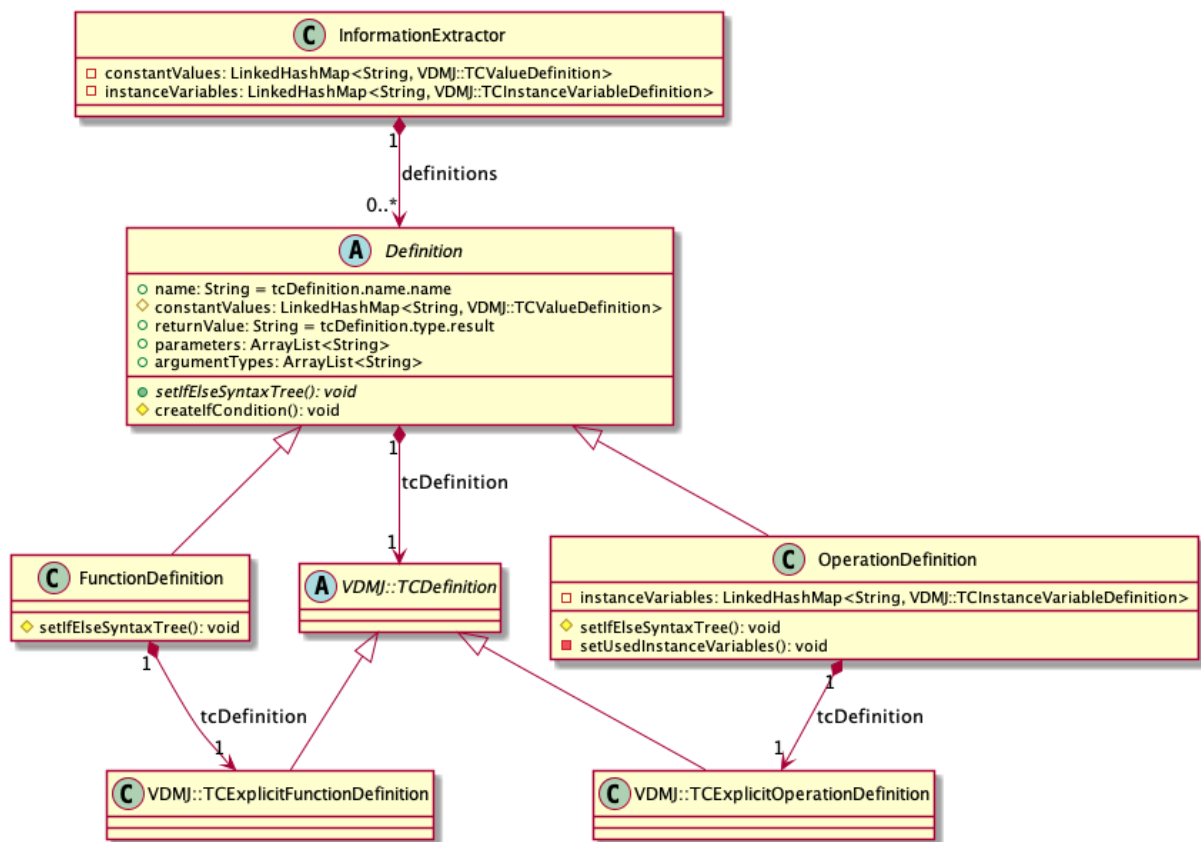 C InformationExtractor
constantValues: LinkedHashMap<String, VDMJ::TCValueDefinition>
instanceVariables: LinkedHashMap<String, VDMJ::TCInstanceVariableDefinition>
1
definitions
0..*
A Definition
name: String = tcDefinition.name.name
constantValues: LinkedHashMap<String, VDMJ::TCValueDefinition>
returnValue: String = tcDefinition.type.result
parameters: ArrayList<String>
argumentTypes: ArrayList<String>
setIfElseSyntaxTree(): void
createIfCondition(): void
1
tcDefinition
1
C FunctionDefinition
setIfElseSyntaxTree(): void
A VDMJ::TCDefinition
C OperationDefinition
instanceVariables: LinkedHashMap<String, VDMJ::TCInstanceVariableDefinition>
setIfElseSyntaxTree(): void
setUsedInstanceVariables(): void
1
tcDefinition
1
1
tcDefinition
1
C VDMJ::TCExplicitFunctionDefinition
C VDMJ::TCExplicitOperationDefinition